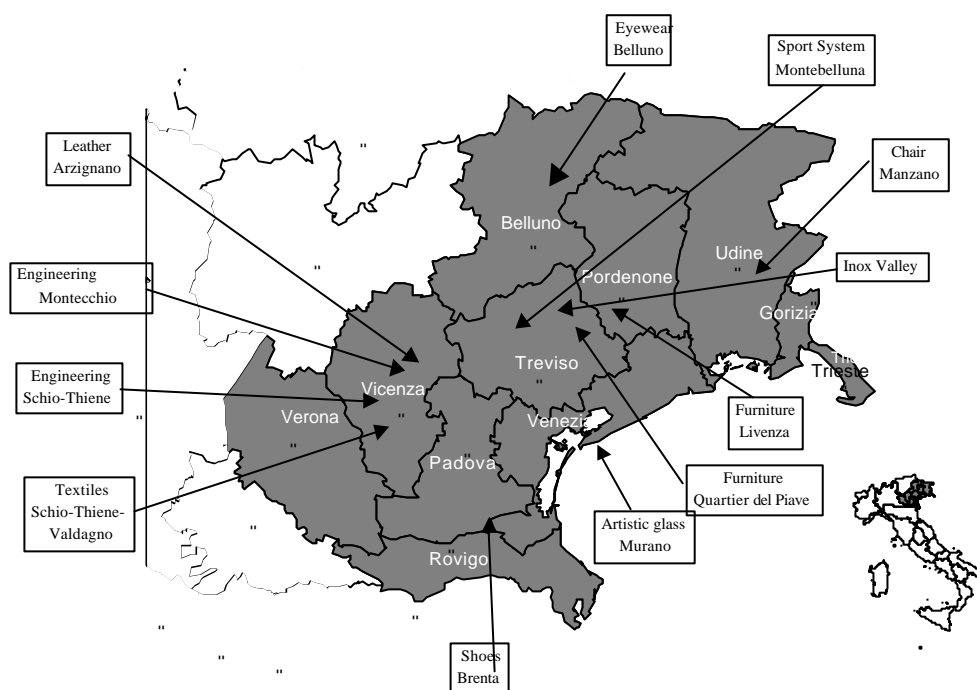 Eyewear
Belluno
Sport System
Montebelluna
Leather
Arzignano
Chair
Manzano
Belluno
Udine
Engineering
Montecchio
Pordenone
Inox Valley
Gorizia
Treviso
Trieste
Engineering
Schio-Thiene
Vicenza
Verona
Venezia
Furniture
Livenza
Padova
Textiles
Schio-Thiene-
Valdagno
Furniture
Quartier del Piave
Artistic glass
Murano
Rovigo
Shoes
Brenta